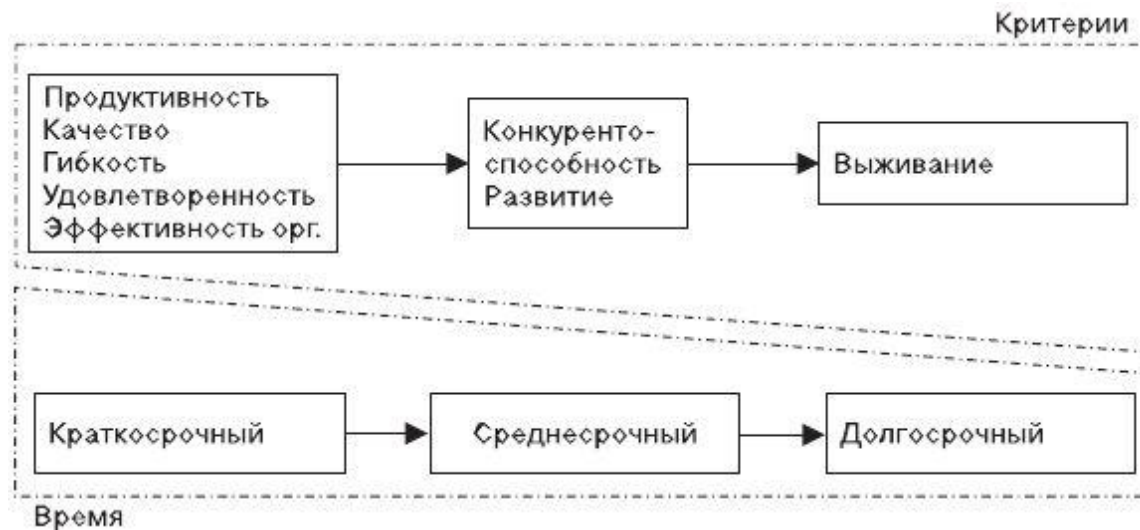 Критерии
Продуктивность
Качество
Гибкость
Удовлетворенность
Эффективность орг.
Конкуренто-
способность
Развитие
Выживание
Краткосрочный
Среднесрочный
Долгосрочный
Время